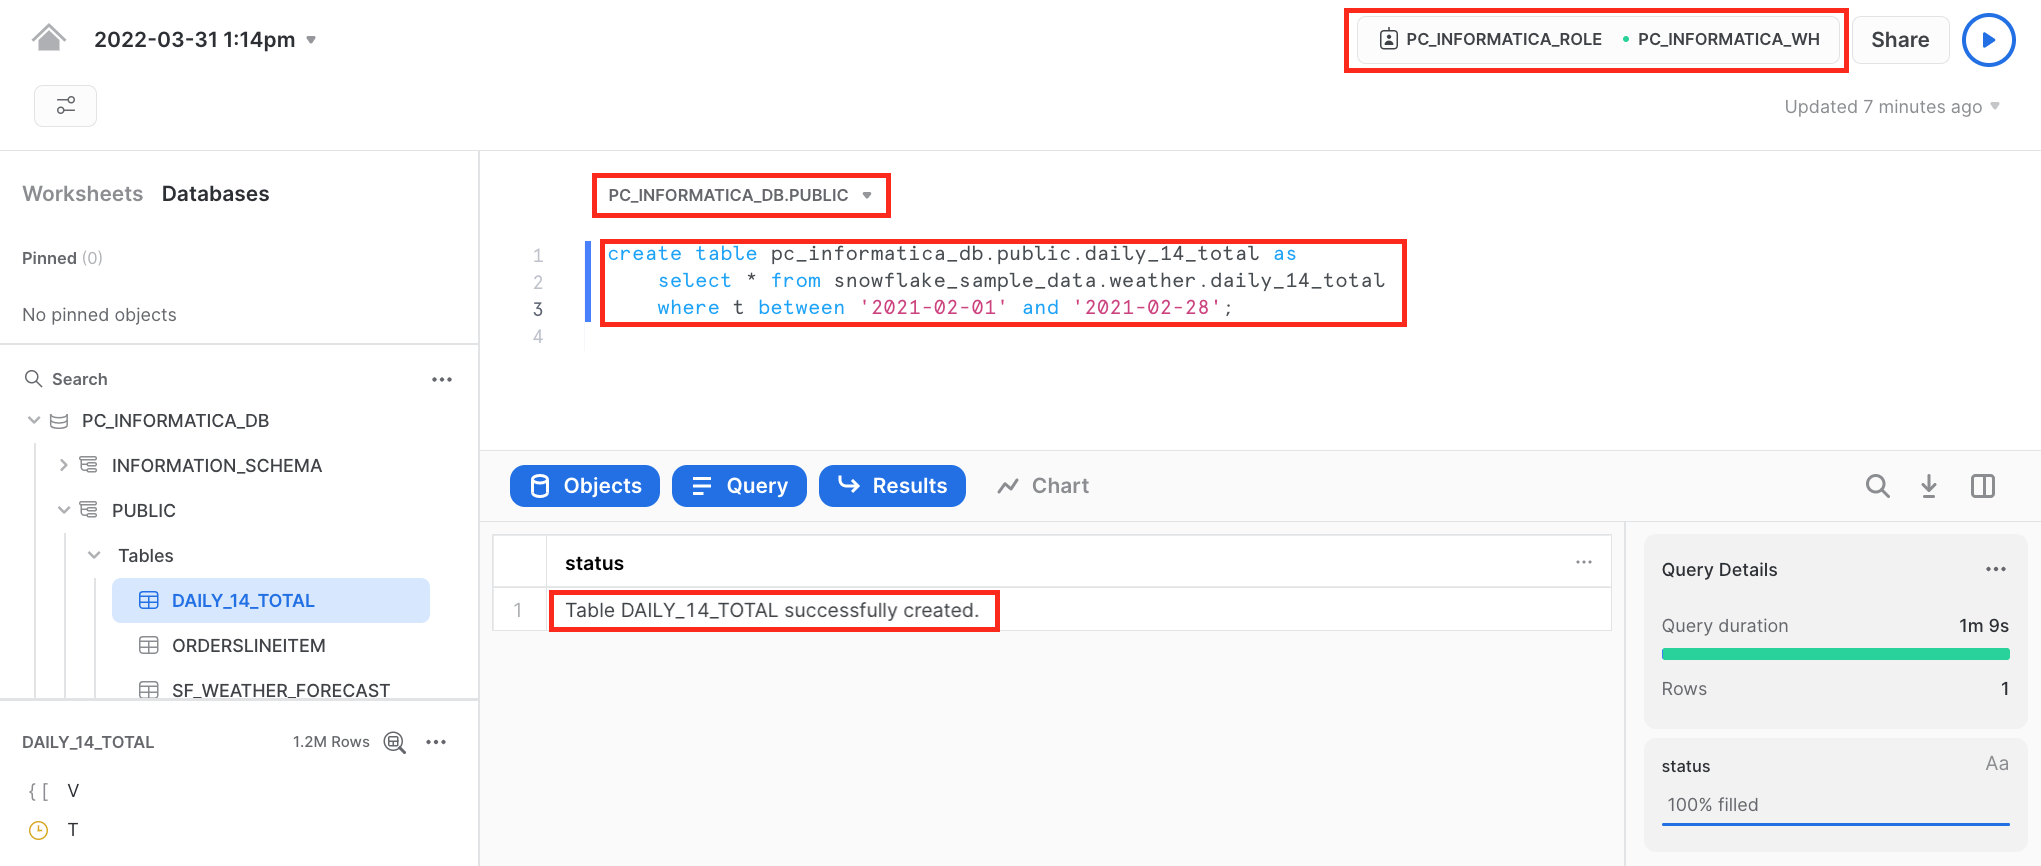 2022-03-31 1:14pm
PC_INFORMATICA_ROLE PC_INFORMATICA_WH
Share
Updated 7 minutes ago
Worksheets Databases
Pinned (0)
No pinned objects
Search
PC_INFORMATICA_DB
INFORMATION_SCHEMA
PUBLIC
Tables
DAILY_14_TOTAL
ORDERSLINEITEM
SF_WEATHER_FORECAST
DAILY_14_TOTAL 1.2M Rows
{ [ V
T
PC_INFORMATICA_DB.PUBLIC
1 create table pc_informatica_db.public.daily_14_total as
2 select * from snowflake_sample_data.weather.daily_14_total
3 where t between '2021-02-01' and '2021-02-28';
4
Objects Query Results Chart
status
1 Table DAILY_14_TOTAL successfully created.
Query Details
Query duration 1m 9s
Rows 1
status Aa
100% filled